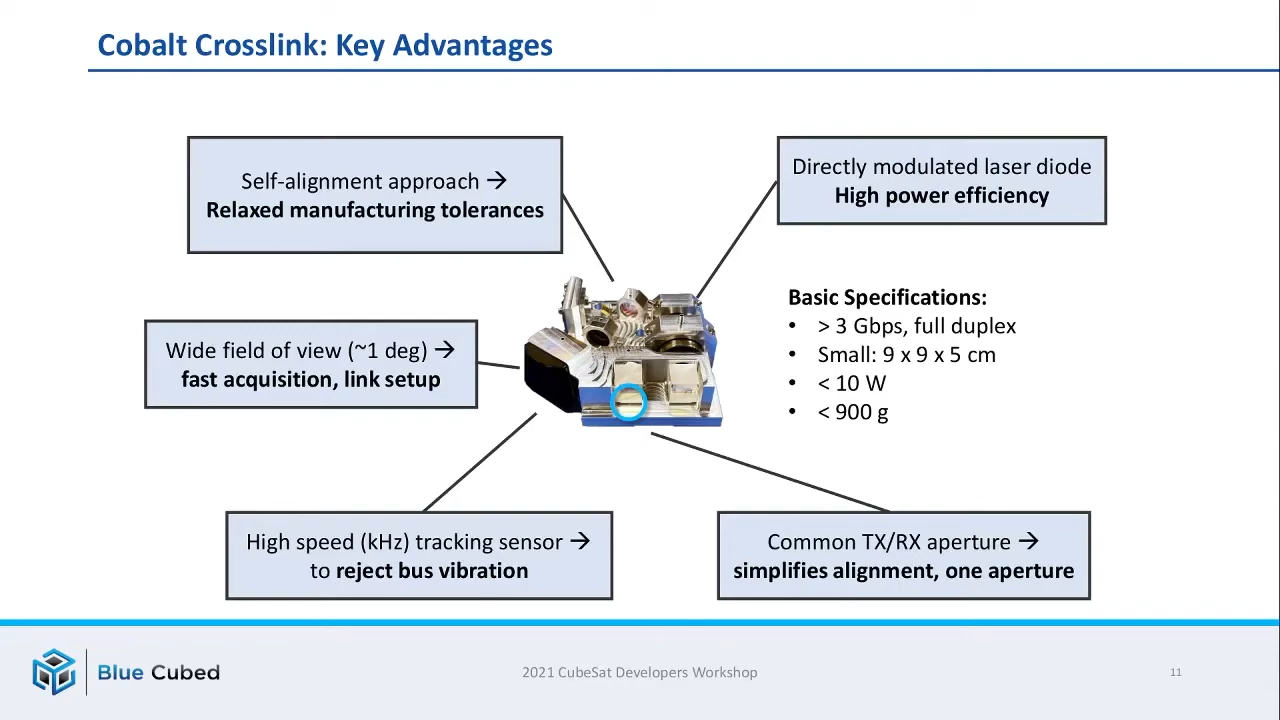 Cobalt Crosslink: Key Advantages
Self-alignment approach →
Relaxed manufacturing tolerances
Directly modulated laser diode
High power efficiency
Wide field of view (~1 deg) →
fast acquisition, link setup
Basic Specifications:
• > 3 Gbps, full duplex
• Small: 9 x 9 x 5 cm
• < 10 W
• < 900 g
High speed (kHz) tracking sensor →
to reject bus vibration
Common TX/RX aperture →
simplifies alignment, one aperture
Blue Cubed
2021 CubeSat Developers Workshop
11